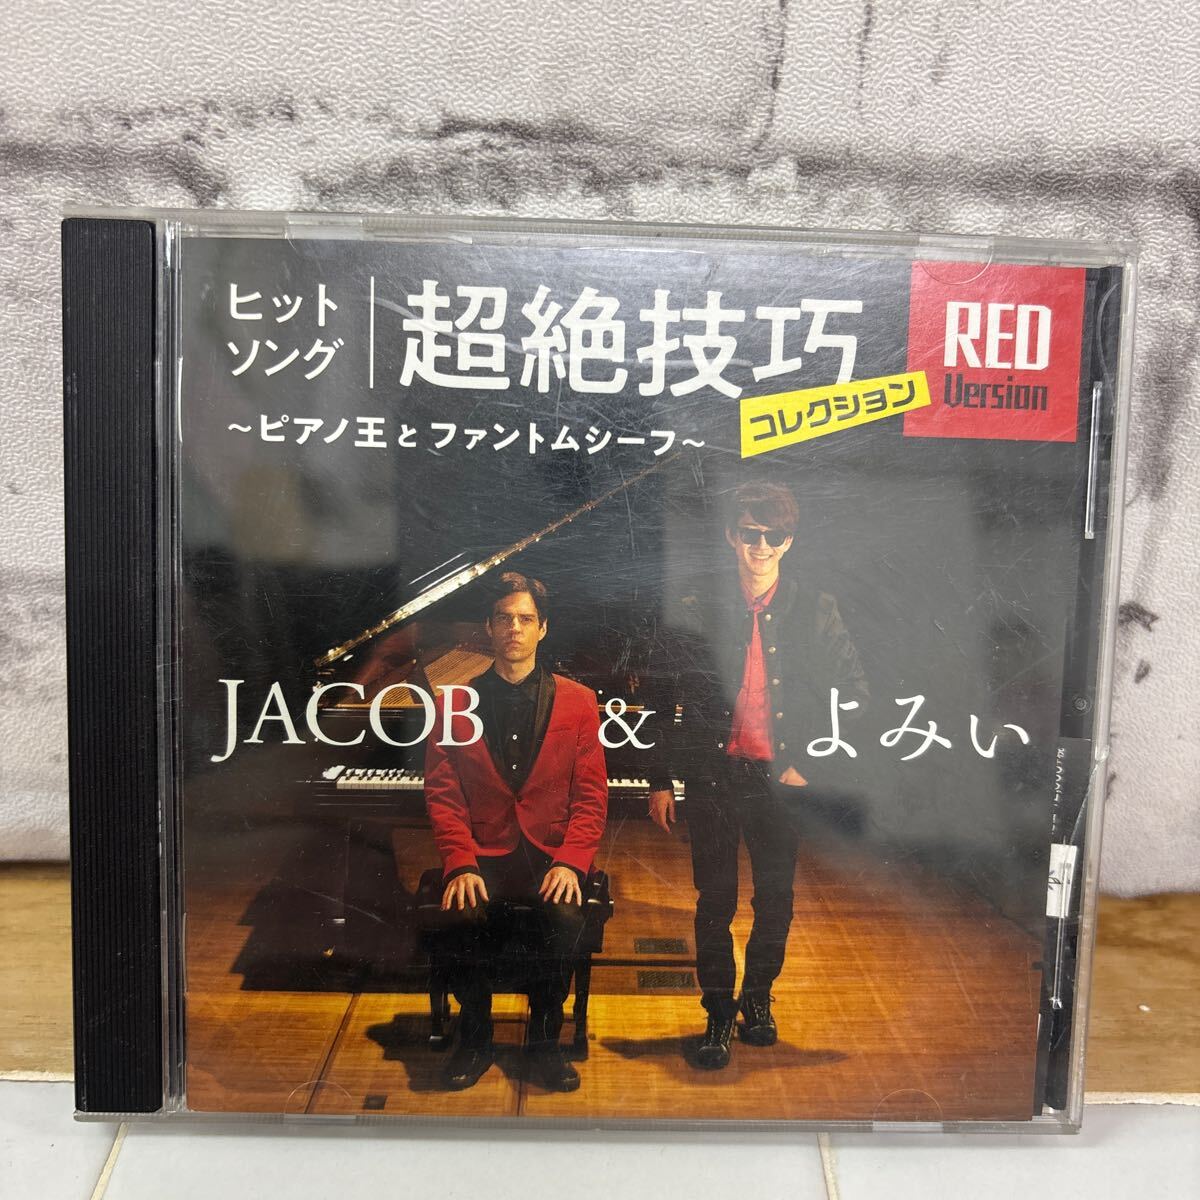 ヒット
ソング
超絶技巧
コレクション
RED
Version
～ピアノ王とファントムシーフ～
JACOB & よみぃ